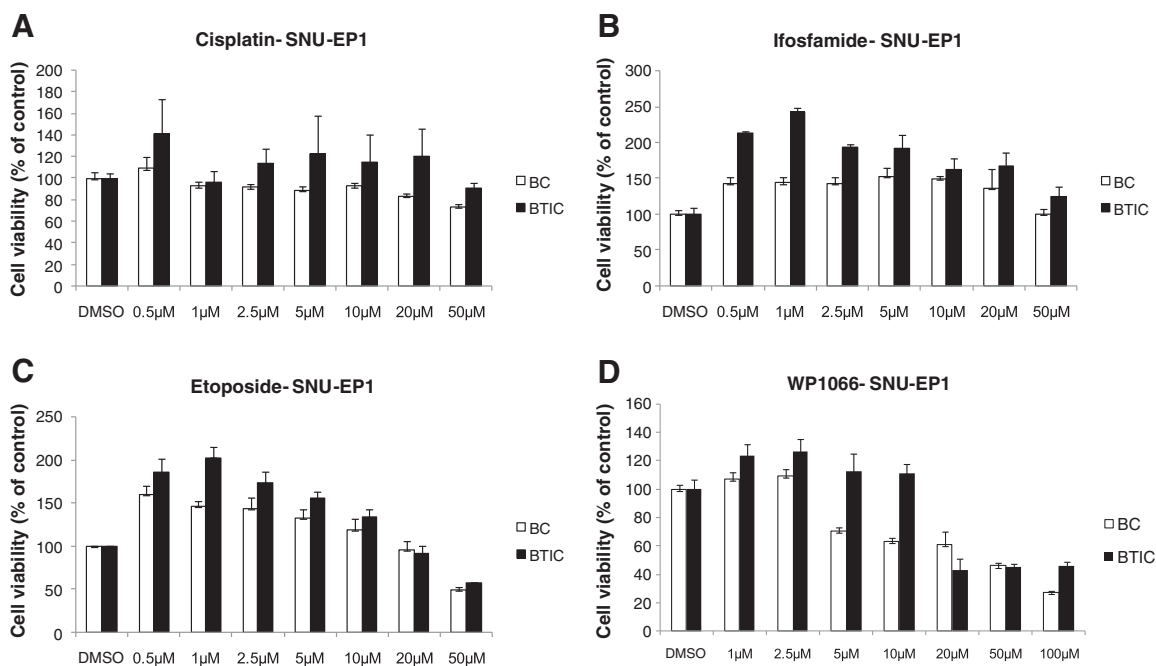 A
Cisplatin- SNU-EP1
Cell viability (% of control)
200
180
160
140
120
100
80
60
40
20
0
DMSO 0.5μM 1μM 2.5μM 5μM 10μM 20μM 50μM
BC
BTIC
B
Ifosfamide- SNU-EP1
Cell viability (% of control)
300
250
200
150
100
50
0
DMSO 0.5μM 1μM 2.5μM 5μM 10μM 20μM 50μM
BC
BTIC
C
Etoposide- SNU-EP1
Cell viability (% of control)
250
200
150
100
50
0
DMSO 0.5μM 1μM 2.5μM 5μM 10μM 20μM 50μM
BC
BTIC
D
WP1066- SNU-EP1
Cell viability (% of control)
160
140
120
100
80
60
40
20
0
DMSO 1μM 2.5μM 5μM 10μM 20μM 50μM 100μM
BC
BTIC